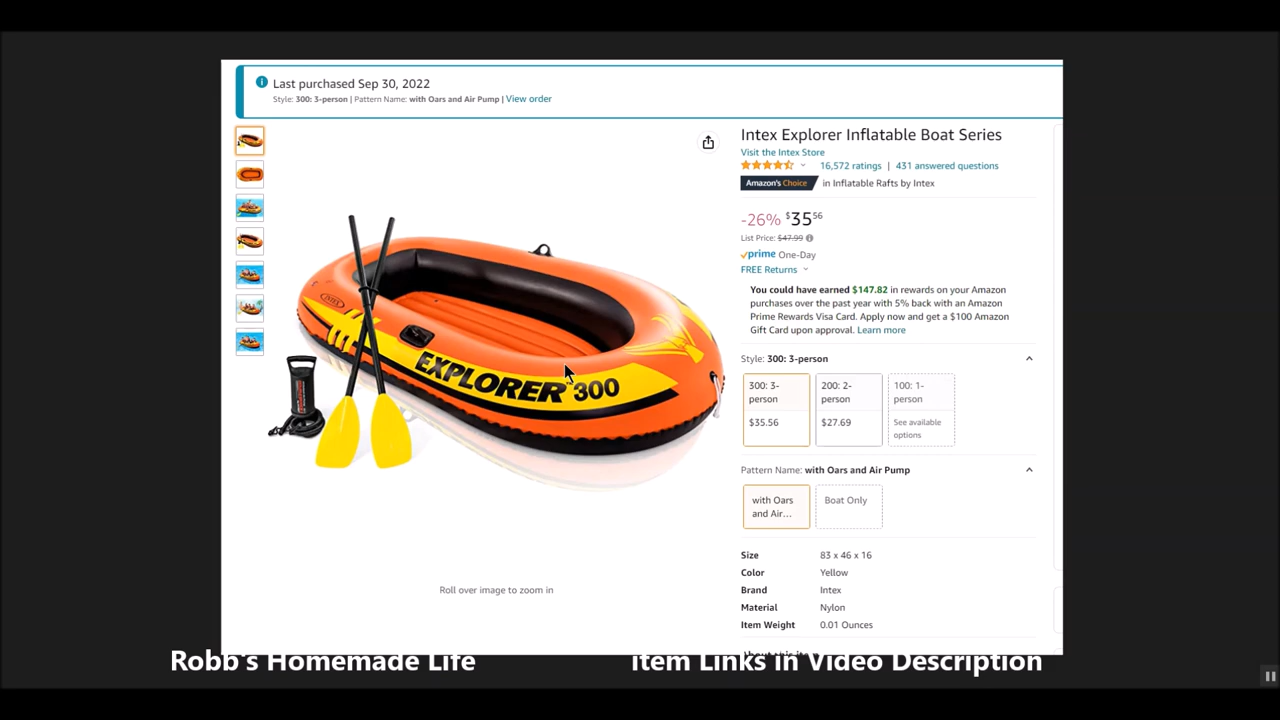 Last purchased Sep 30, 2022
Style: 300: 3-person | Pattern Name: with Oars and Air Pump | View order
Intex Explorer Inflatable Boat Series
Visit the Intex Store
16,572 ratings | 431 answered questions
Amazon's Choice in Inflatable Rafts by Intex
-26% $35 56
List Price: $47.99
prime One-Day
FREE Returns
You could have earned $147.82 in rewards on your Amazon
purchases over the past year with 5% back with an Amazon
Prime Rewards Visa Card. Apply now and get a $100 Amazon
Gift Card upon approval. Learn more
Style: 300: 3-person
300: 3-
person
$35.56
200: 2-
person
$27.69
100: 1-
person
See available
options
Pattern Name: with Oars and Air Pump
with Oars
and Air...
Boat Only
Size 83 x 46 x 16
Color Yellow
Brand Intex
Material Nylon
Item Weight 0.01 Ounces
INTEX
EXPLORER 300
Roll over image to zoom in
Robb's Homemade Life
Item Links in Video Description